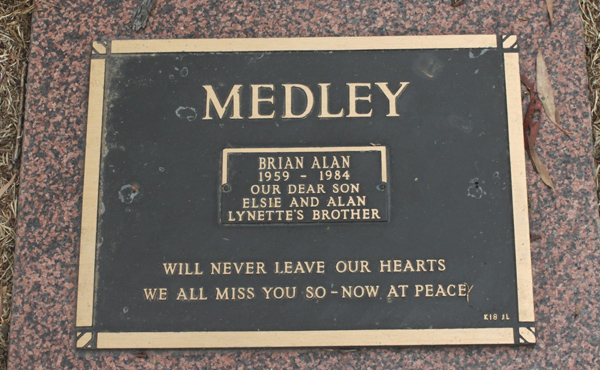 MEDLEY
BRIAN ALAN
1959 - 1984
OUR DEAR SON
ELSIE AND ALAN
LYNETTE'S BROTHER
WILL NEVER LEAVE OUR HEARTS
WE ALL MISS YOU SO - NOW AT PEACE
K18 JL